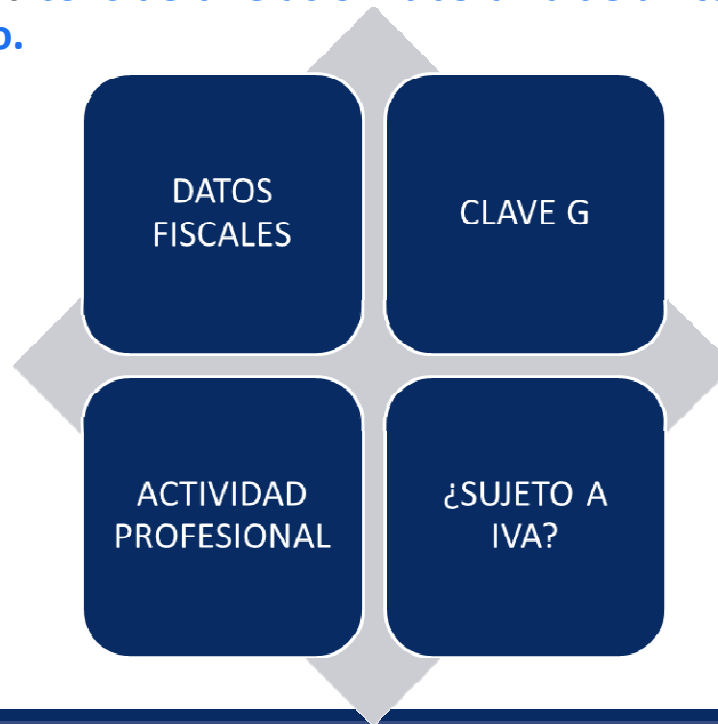 DATOS
FISCALES
CLAVE G
ACTIVIDAD
PROFESIONAL
¿SUJETO A
IVA?